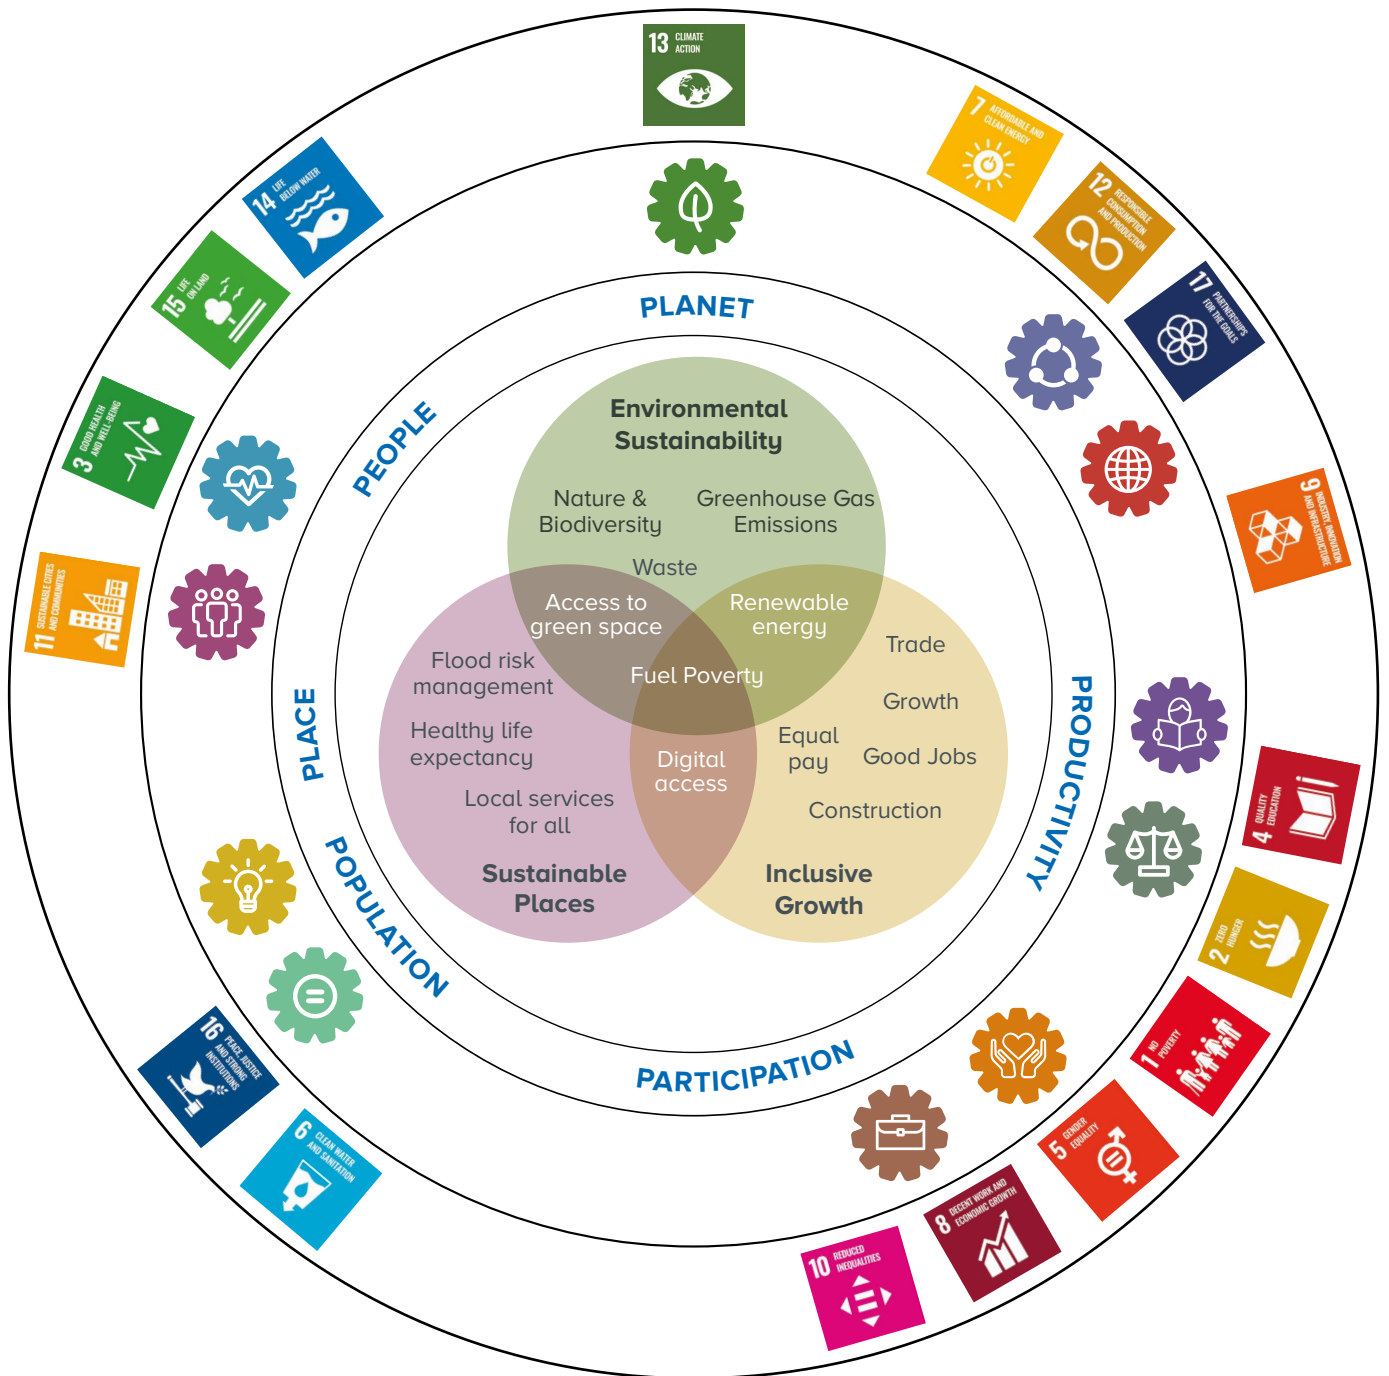 13 CLIMATE
ACTION
7 AFFORDABLE AND
CLEAN ENERGY
12 RESPONSIBLE
CONSUMPTION
AND PRODUCTION
17 PARTNERSHIPS
FOR THE GOALS
9 INDUSTRY, INNOVATION
AND INFRASTRUCTURE
4 QUALITY
EDUCATION
2 ZERO
HUNGER
1 NO
POVERTY
5 GENDER
EQUALITY
8 DECENT WORK AND
ECONOMIC GROWTH
10 REDUCED
INEQUALITIES
6 CLEAN WATER
AND SANITATION
16 PEACE, JUSTICE
AND STRONG
INSTITUTIONS
11 SUSTAINABLE CITIES
AND COMMUNITIES
3 GOOD HEALTH
AND WELL-BEING
15 LIFE
ON LAND
14 LIFE
BELOW WATER
PLANET
PRODUCTIVITY
PARTICIPATION
POPULATION
PLACE
PEOPLE
Environmental
Sustainability
Nature &
Biodiversity
Greenhouse Gas
Emissions
Waste
Access to
green space
Renewable
energy
Fuel Poverty
Flood risk
management
Healthy life
expectancy
Local services
for all
Sustainable
Places
Digital
access
Trade
Growth
Equal
pay
Good Jobs
Construction
Inclusive
Growth